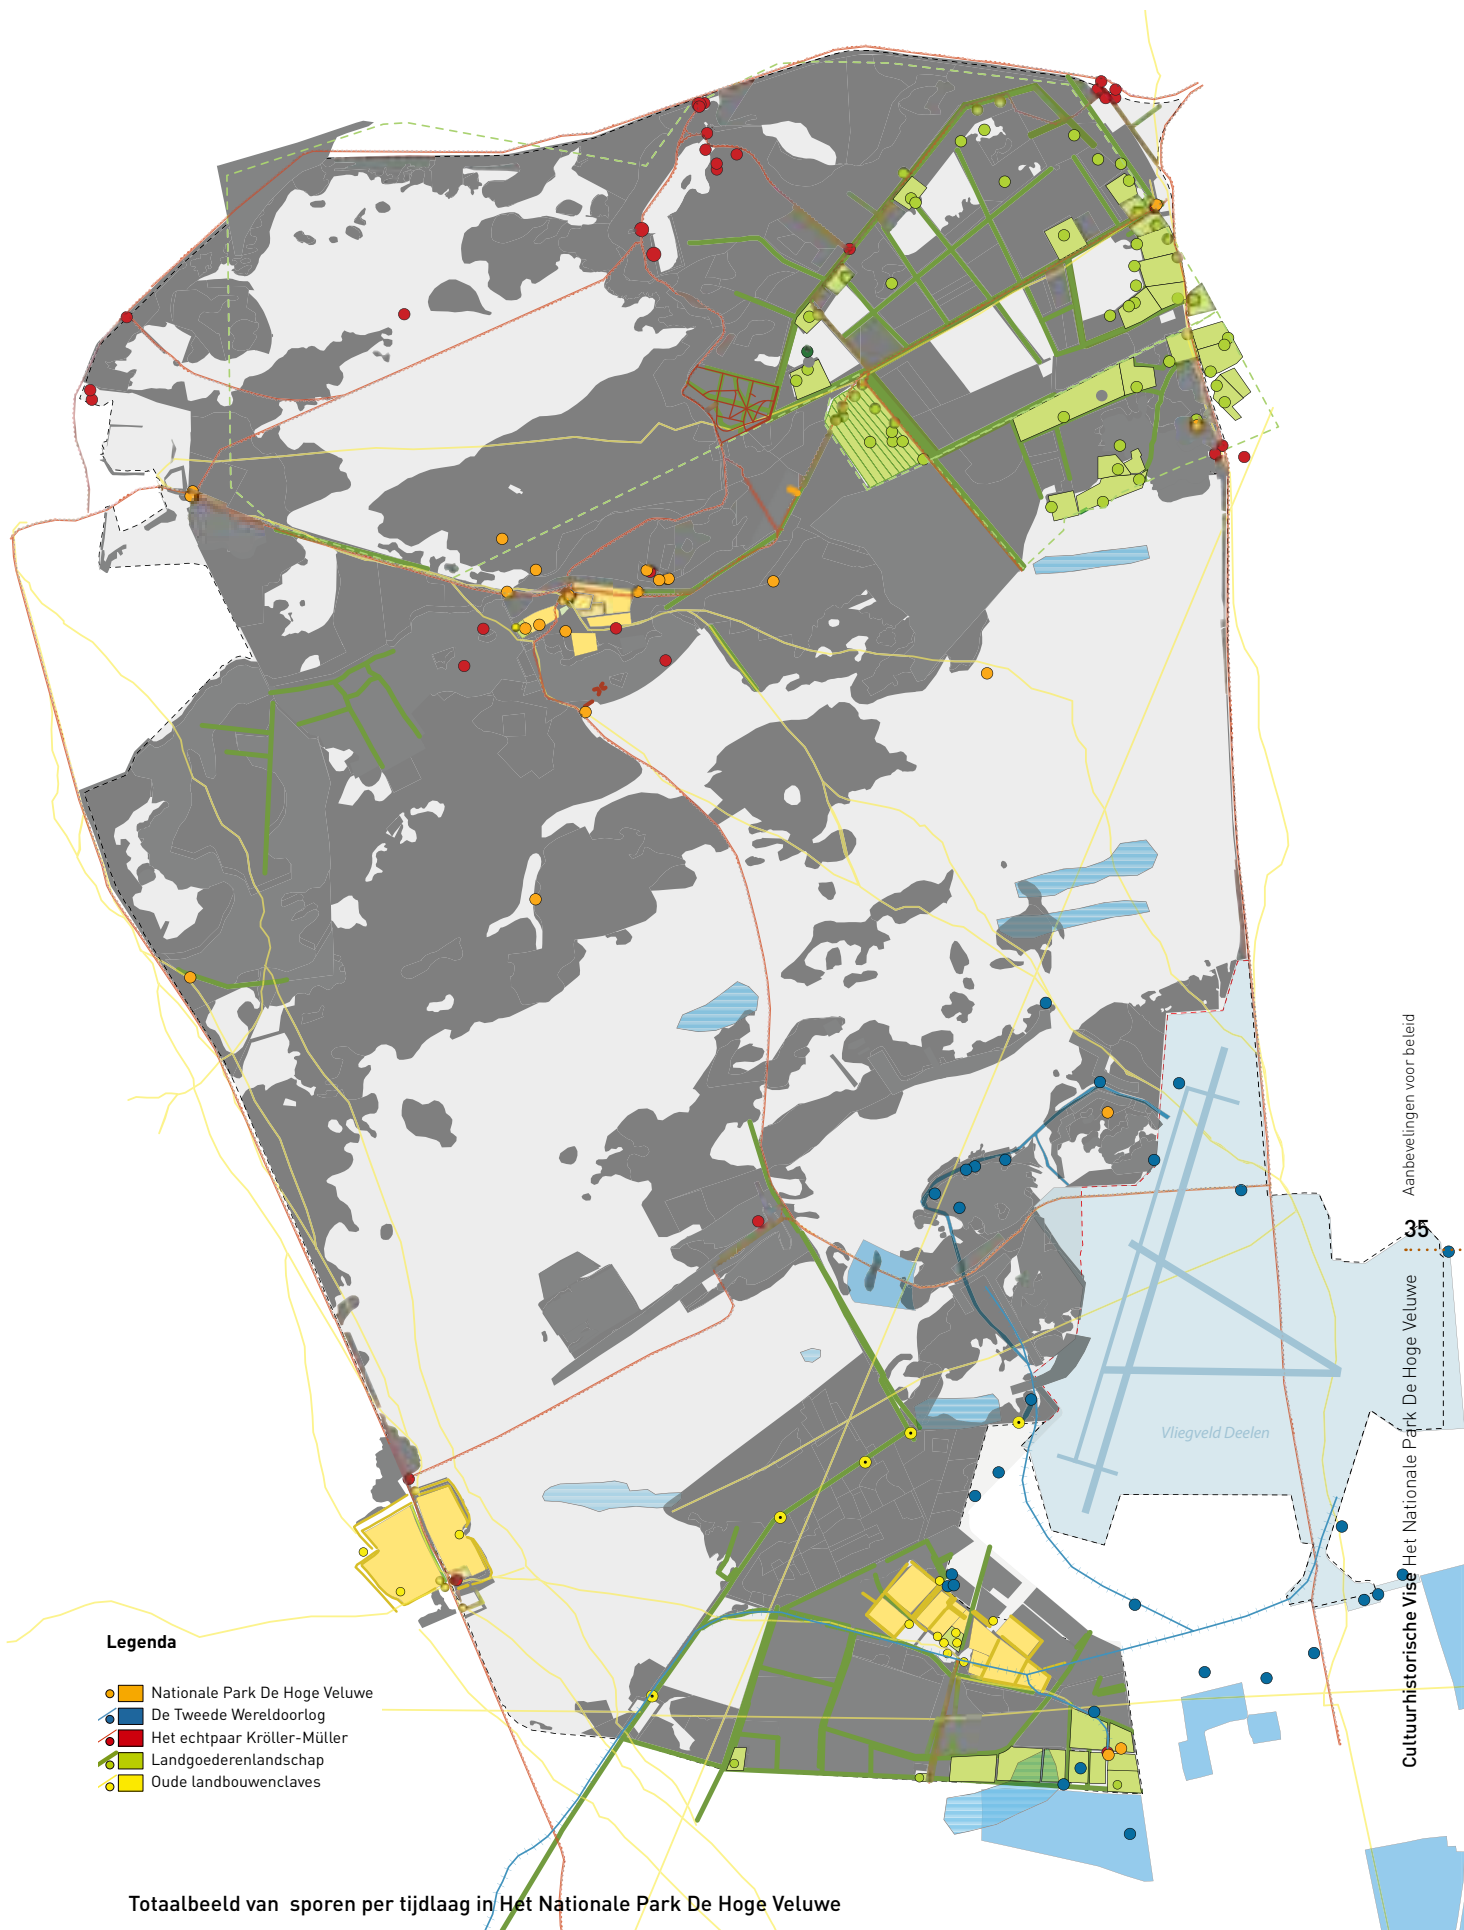 Aanbevelingen voor beleid
35
Cultuurhistorische Visie Het Nationale Park De Hoge Veluwe
Vliegveld Deelen
Legenda
Nationale Park De Hoge Veluwe
De Tweede Wereldoorlog
Het echtpaar Kröller-Müller
Landgoederenlandschap
Oude landbouwenclaves
Totaalbeeld van sporen per tijdlaag in Het Nationale Park De Hoge Veluwe